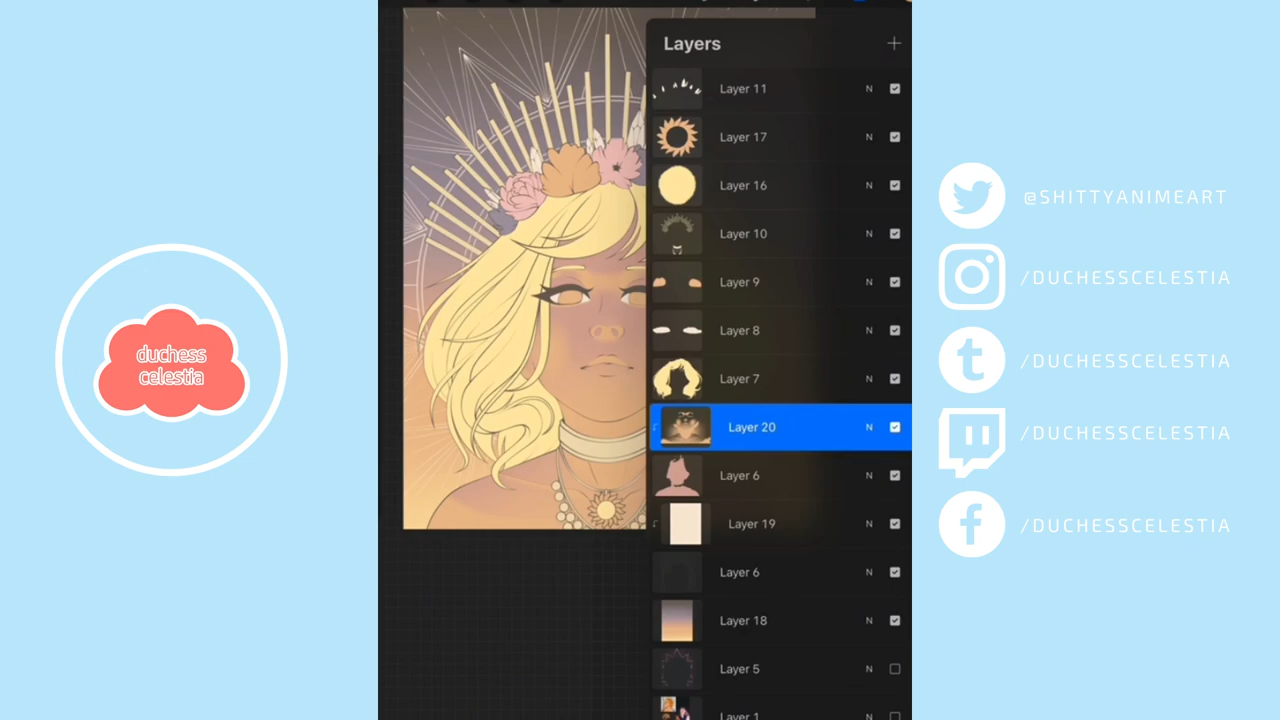 duchess
celestia
Layers
Layer 11 N
Layer 17 N
Layer 16 N
Layer 10 N
Layer 9 N
Layer 8 N
Layer 7 N
Layer 20 N
Layer 6 N
Layer 19 N
Layer 6 N
Layer 18 N
Layer 5 N
Layer 1 N
@SHITTYANIMEART
/DUCHESSCELESTIA
/DUCHESSCELESTIA
/DUCHESSCELESTIA
/DUCHESSCELESTIA